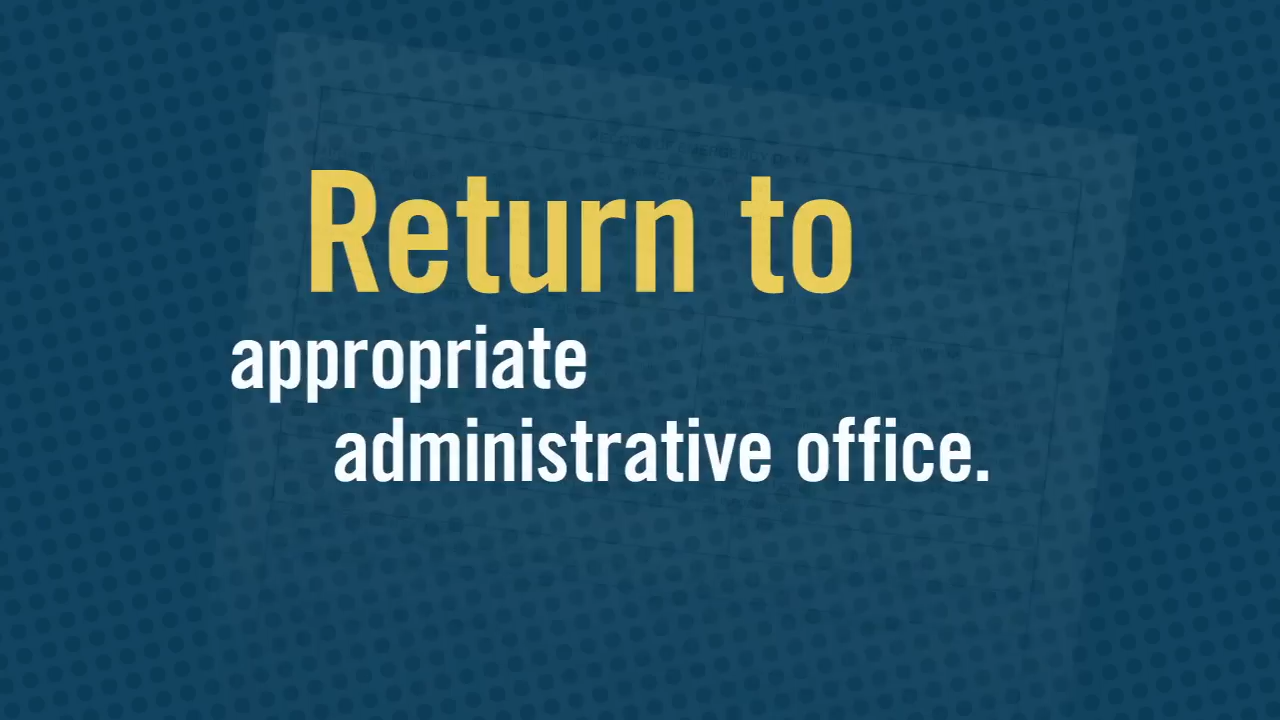 Return to
appropriate
administrative office.